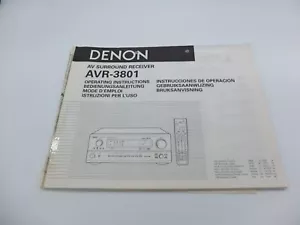 DENON
AV SURROUND RECEIVER
AVR-3801
OPERATING INSTRUCTIONS
BEDIENUNGSANLEITUNG
MODE D'EMPLOI
ISTRUZIONI PER L'USO
INSTRUCCIONES DE OPERACION
GEBRUIKSAANWIJZING
BRUKSANVISNING